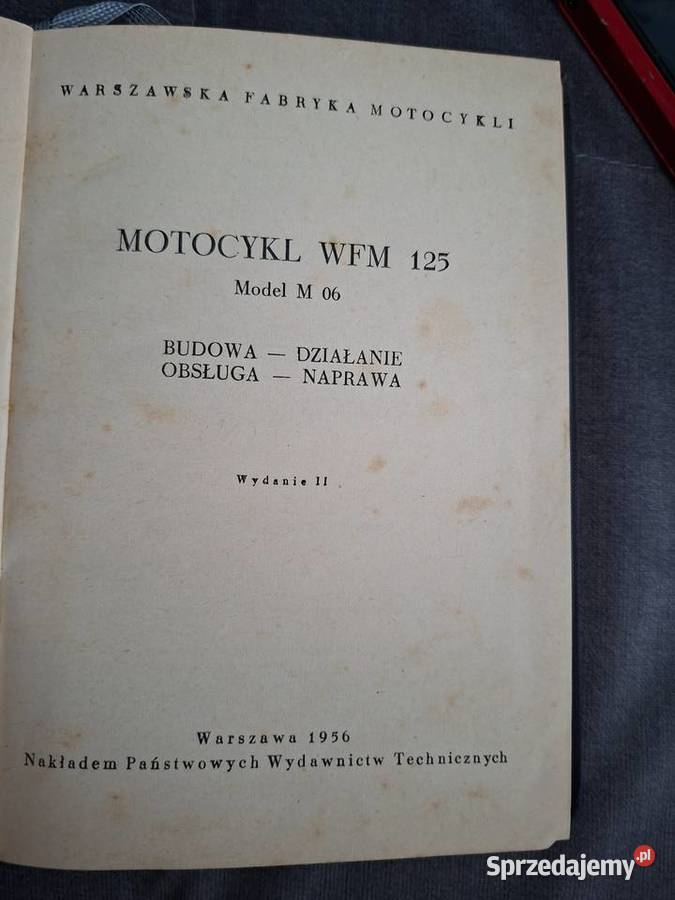 WARSZAWSKA FABRYKA MOTOCYKLI
MOTOCYKL WFM 125
Model M 06
BUDOWA — DZIAŁANIE
OBSŁUGA — NAPRAWA
Wydanie II
Warszawa 1956
Nakładem Państwowych Wydawnictw Technicznych
Sprzedajemy.pl